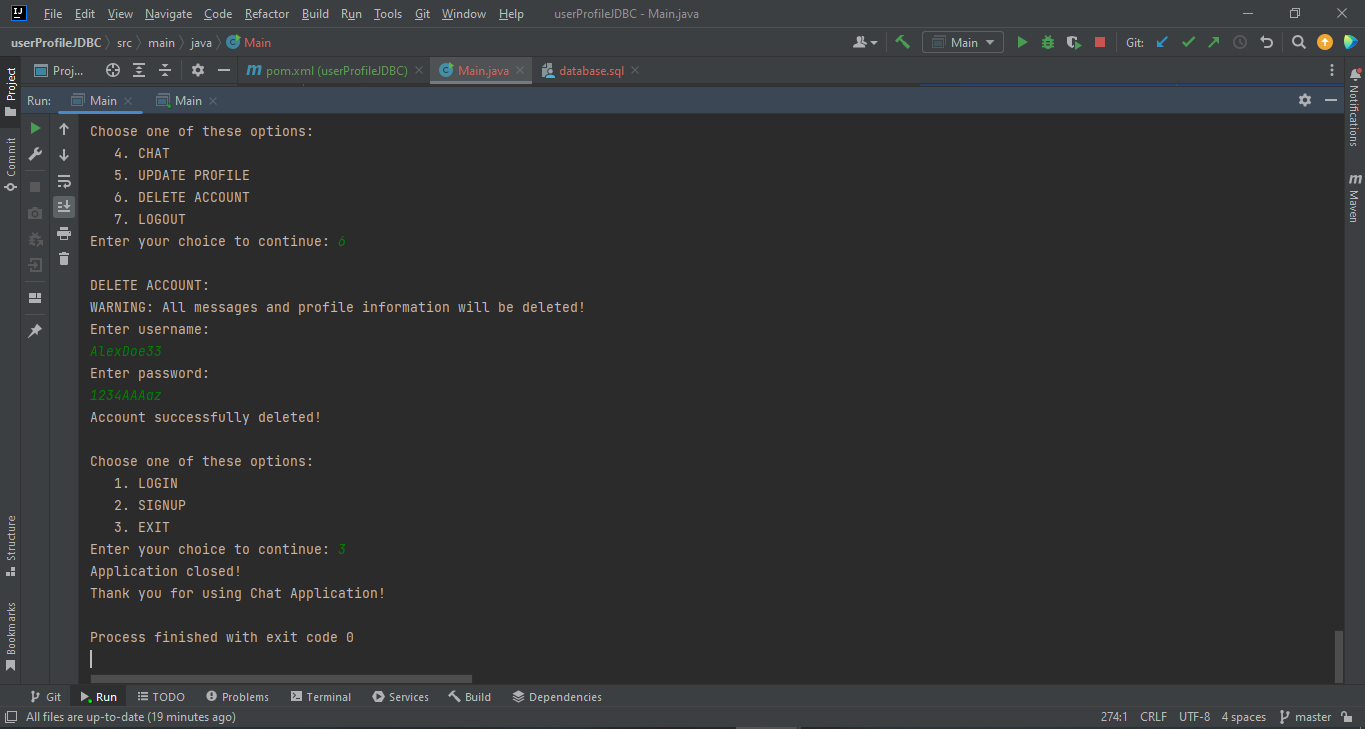 IJ File Edit View Navigate Code Refactor Build Run Tools Git Window Help userProfileJDBC - Main.java
userProfileJDBC src main java C Main Main Git:
Project
Proj... m pom.xml (userProfileJDBC) C Main.java database.sql
Notifications
Run: Main Main
Commit
m Maven
Choose one of these options:
4. CHAT
5. UPDATE PROFILE
6. DELETE ACCOUNT
7. LOGOUT
Enter your choice to continue: 6
DELETE ACCOUNT:
WARNING: All messages and profile information will be deleted!
Enter username:
AlexDoe33
Enter password:
1234AAAaz
Account successfully deleted!
Choose one of these options:
1. LOGIN
2. SIGNUP
3. EXIT
Enter your choice to continue: 3
Application closed!
Thank you for using Chat Application!
Process finished with exit code 0
Structure
Bookmarks
Git Run TODO Problems Terminal Services Build Dependencies
All files are up-to-date (19 minutes ago) 274:1 CRLF UTF-8 4 spaces master